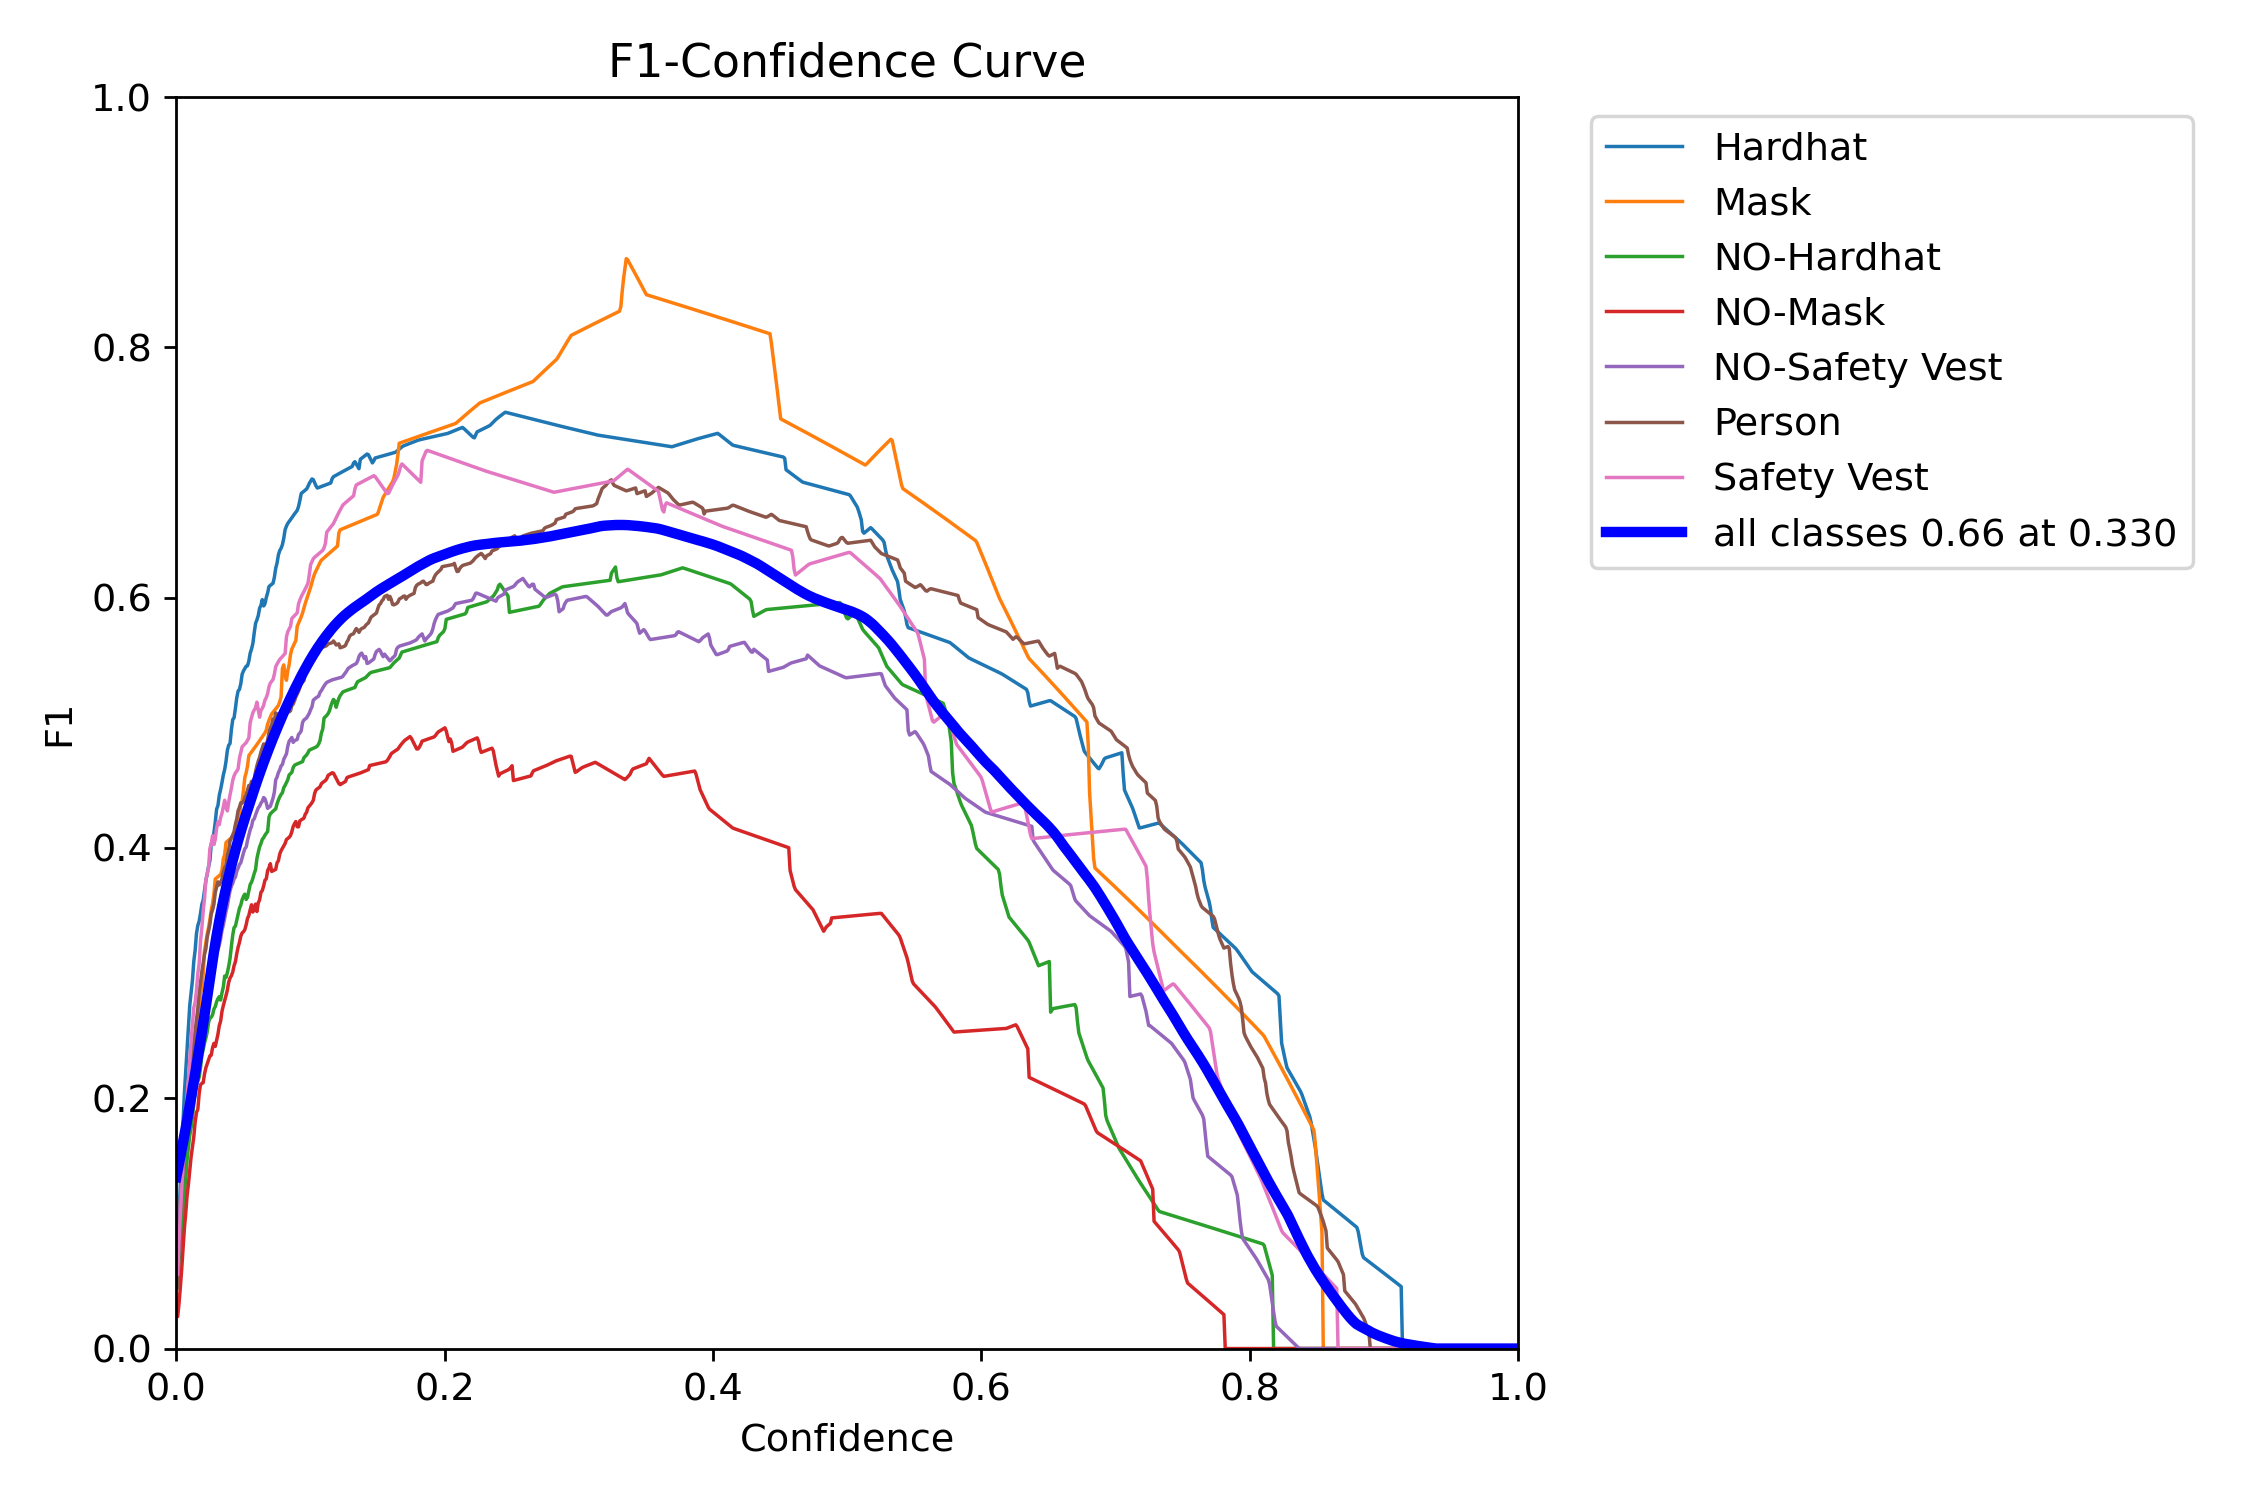 F1-Confidence Curve
1.0
0.8
0.6
0.4
0.2
0.0
F1
0.0 0.2 0.4 0.6 0.8 1.0
Confidence
Hardhat
Mask
NO-Hardhat
NO-Mask
NO-Safety Vest
Person
Safety Vest
all classes 0.66 at 0.330